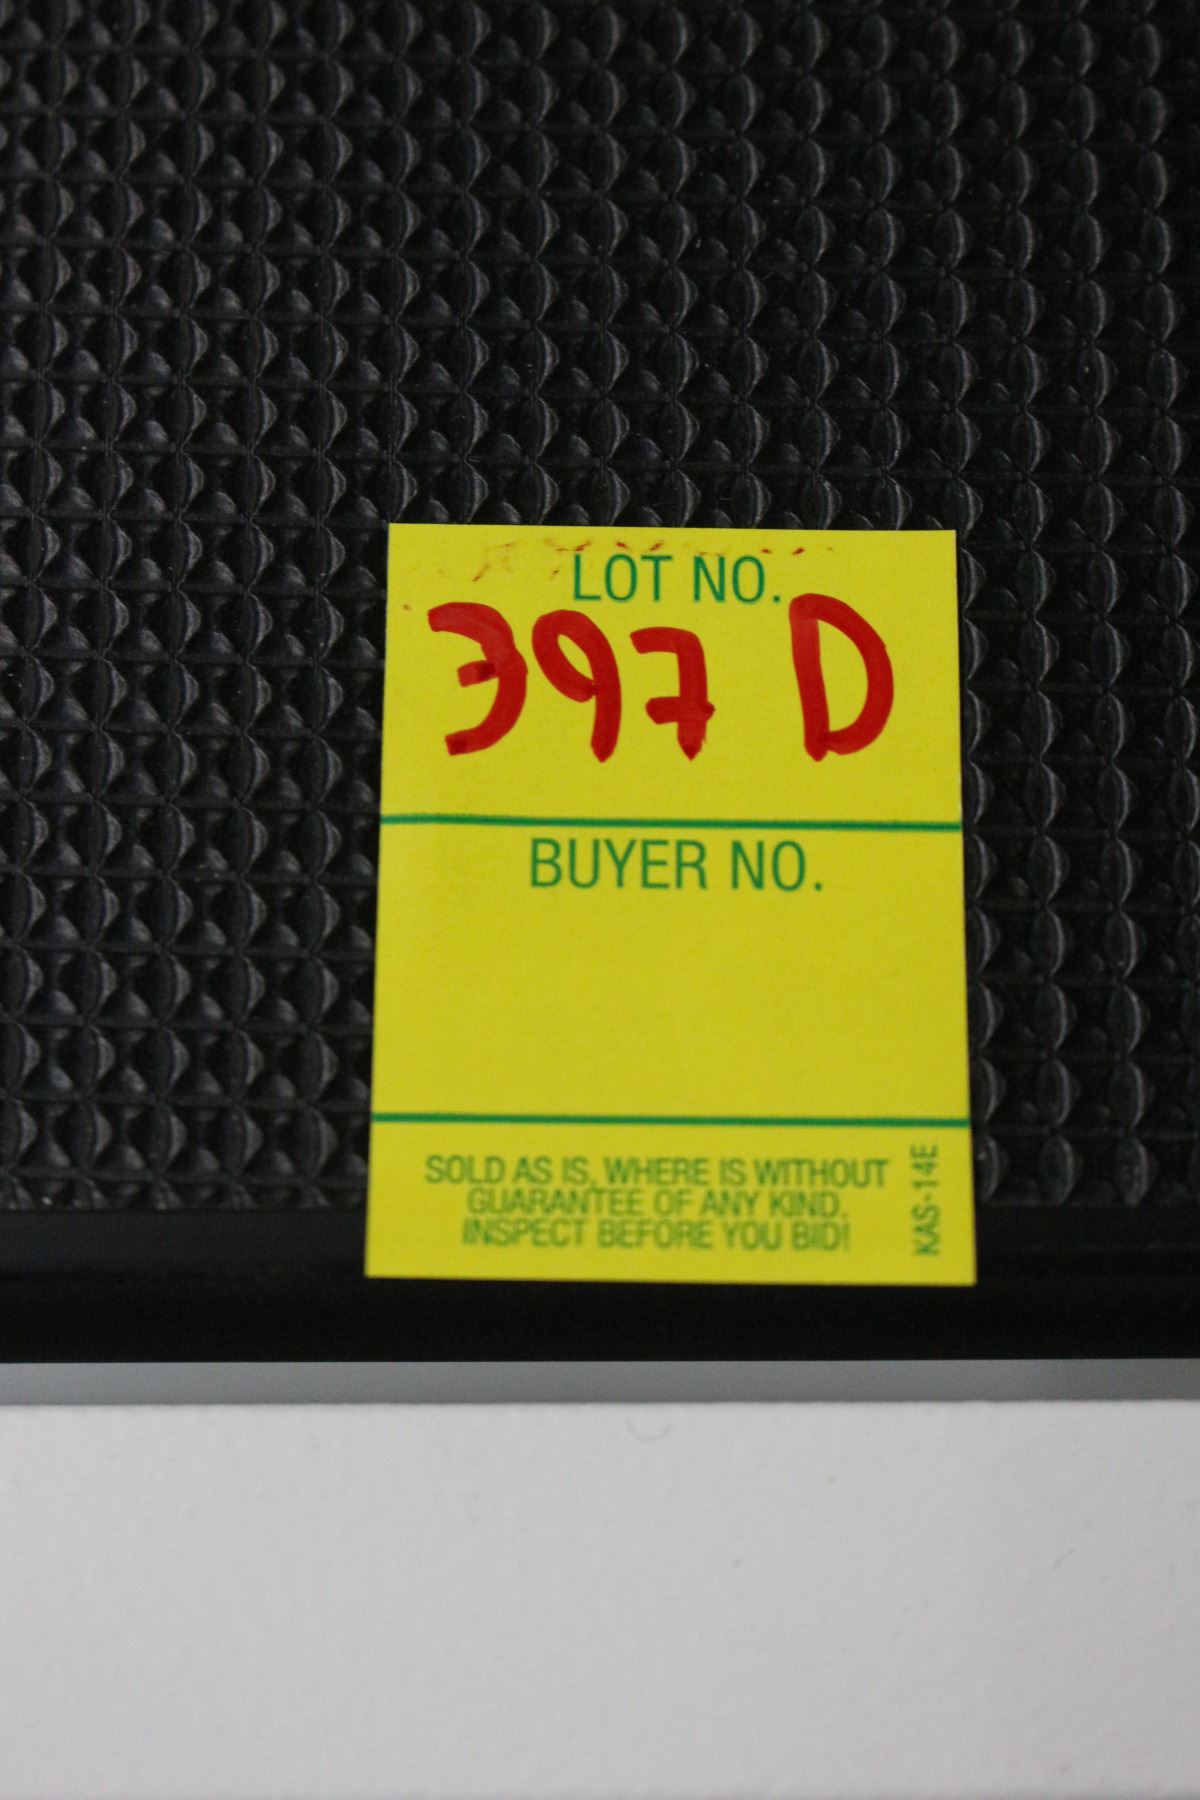 LOT NO.
397 D
BUYER NO.
SOLD AS IS, WHERE IS WITHOUT
GUARANTEE OF ANY KIND.
INSPECT BEFORE YOU BID!
KAS-14E